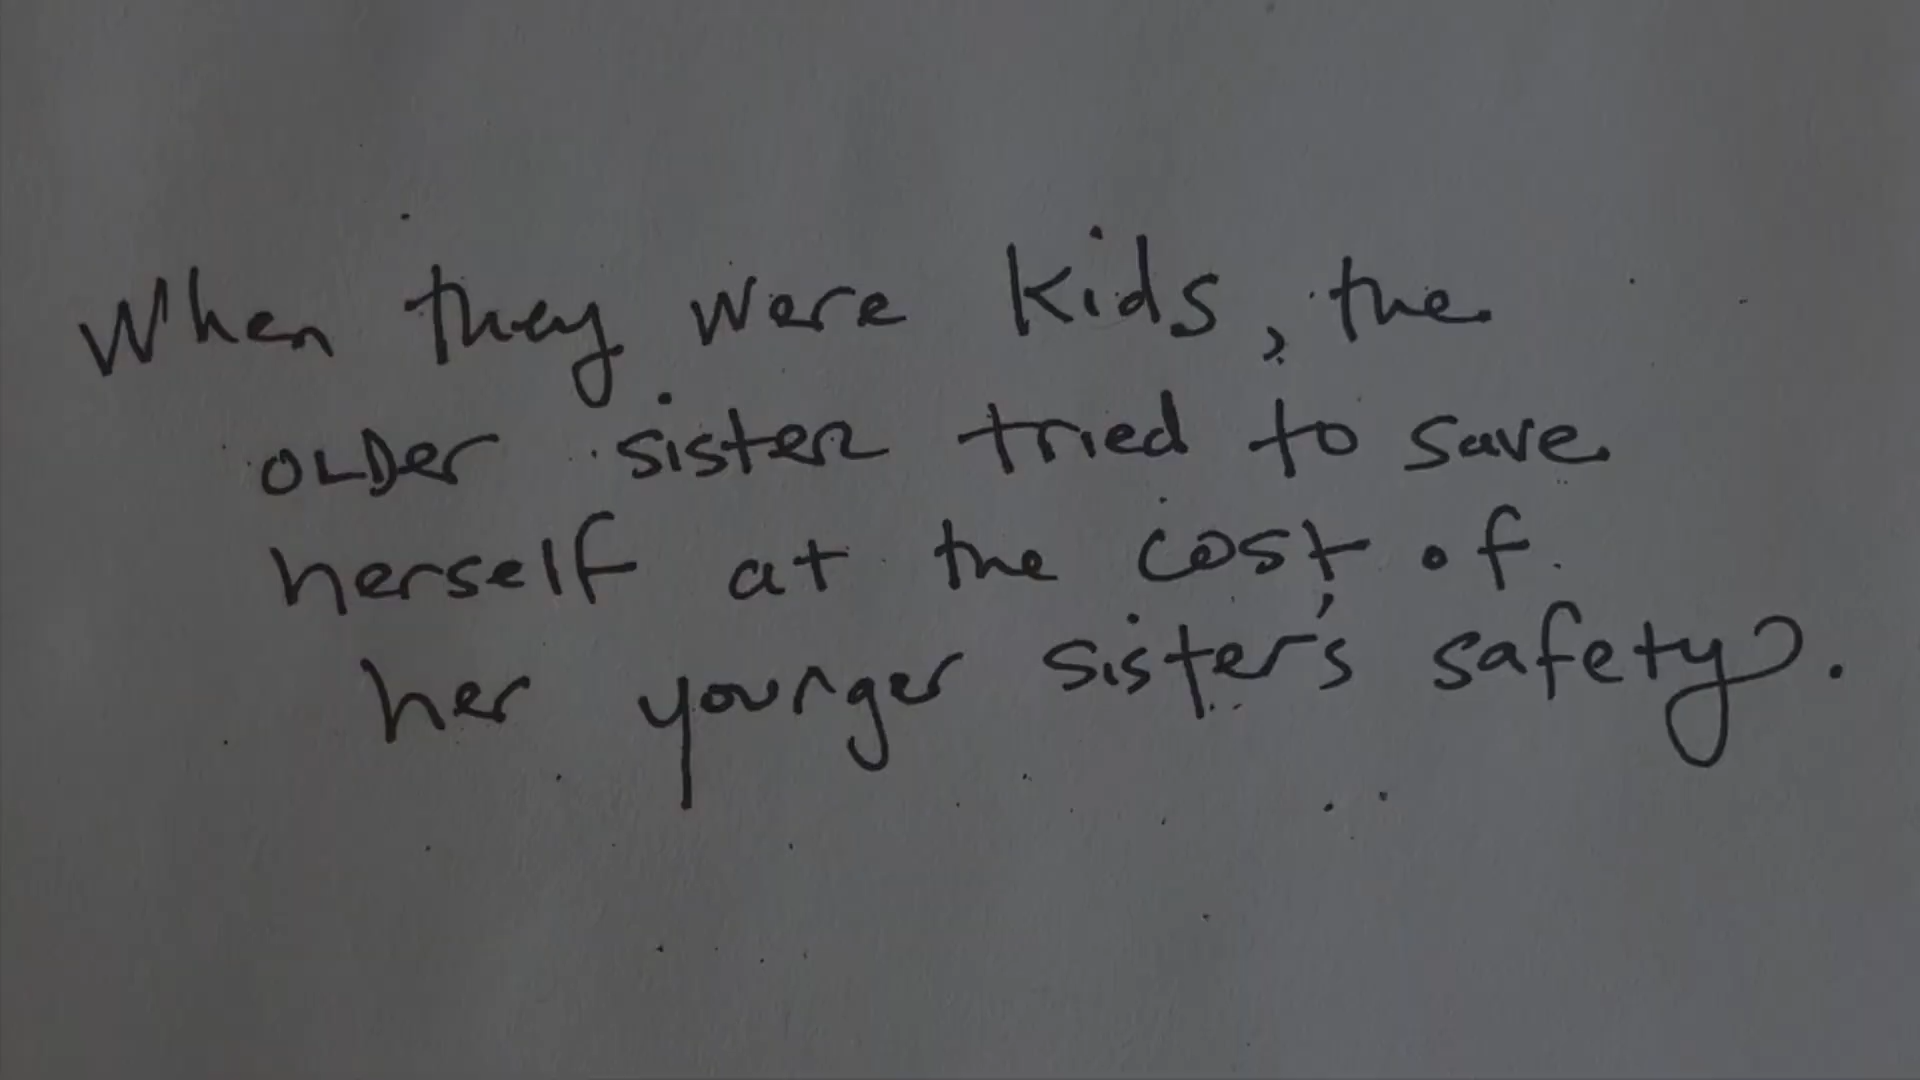 When they were kids, the
OLDer sister tried to save
herself at the cost of
her younger sister's safety.